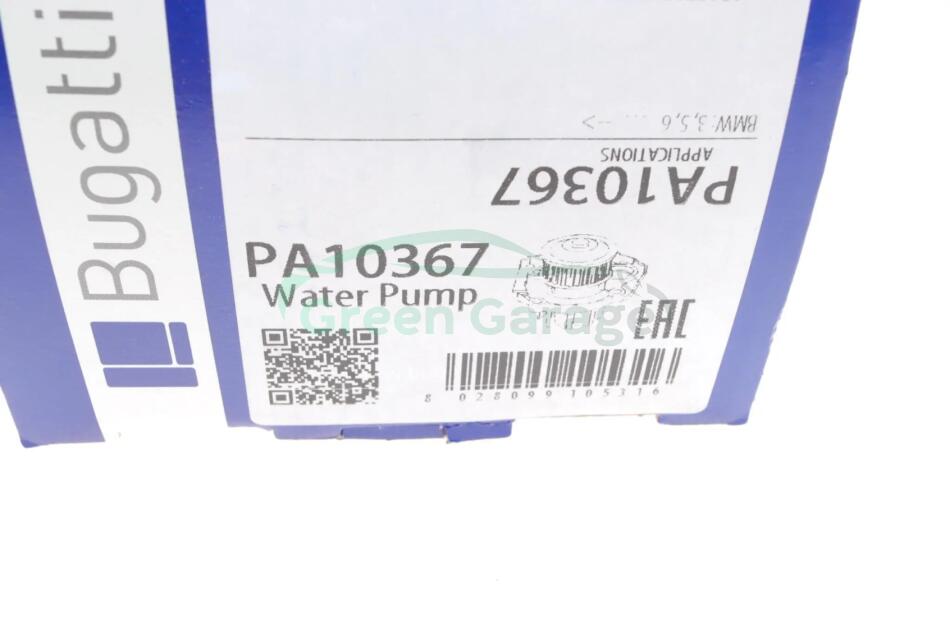 Bugatti
BMW: 3,5,6 ... -->
APPLICATIONS
PA10367
PA10367
Water Pump
Green Garage
EAC
8 028099 105316